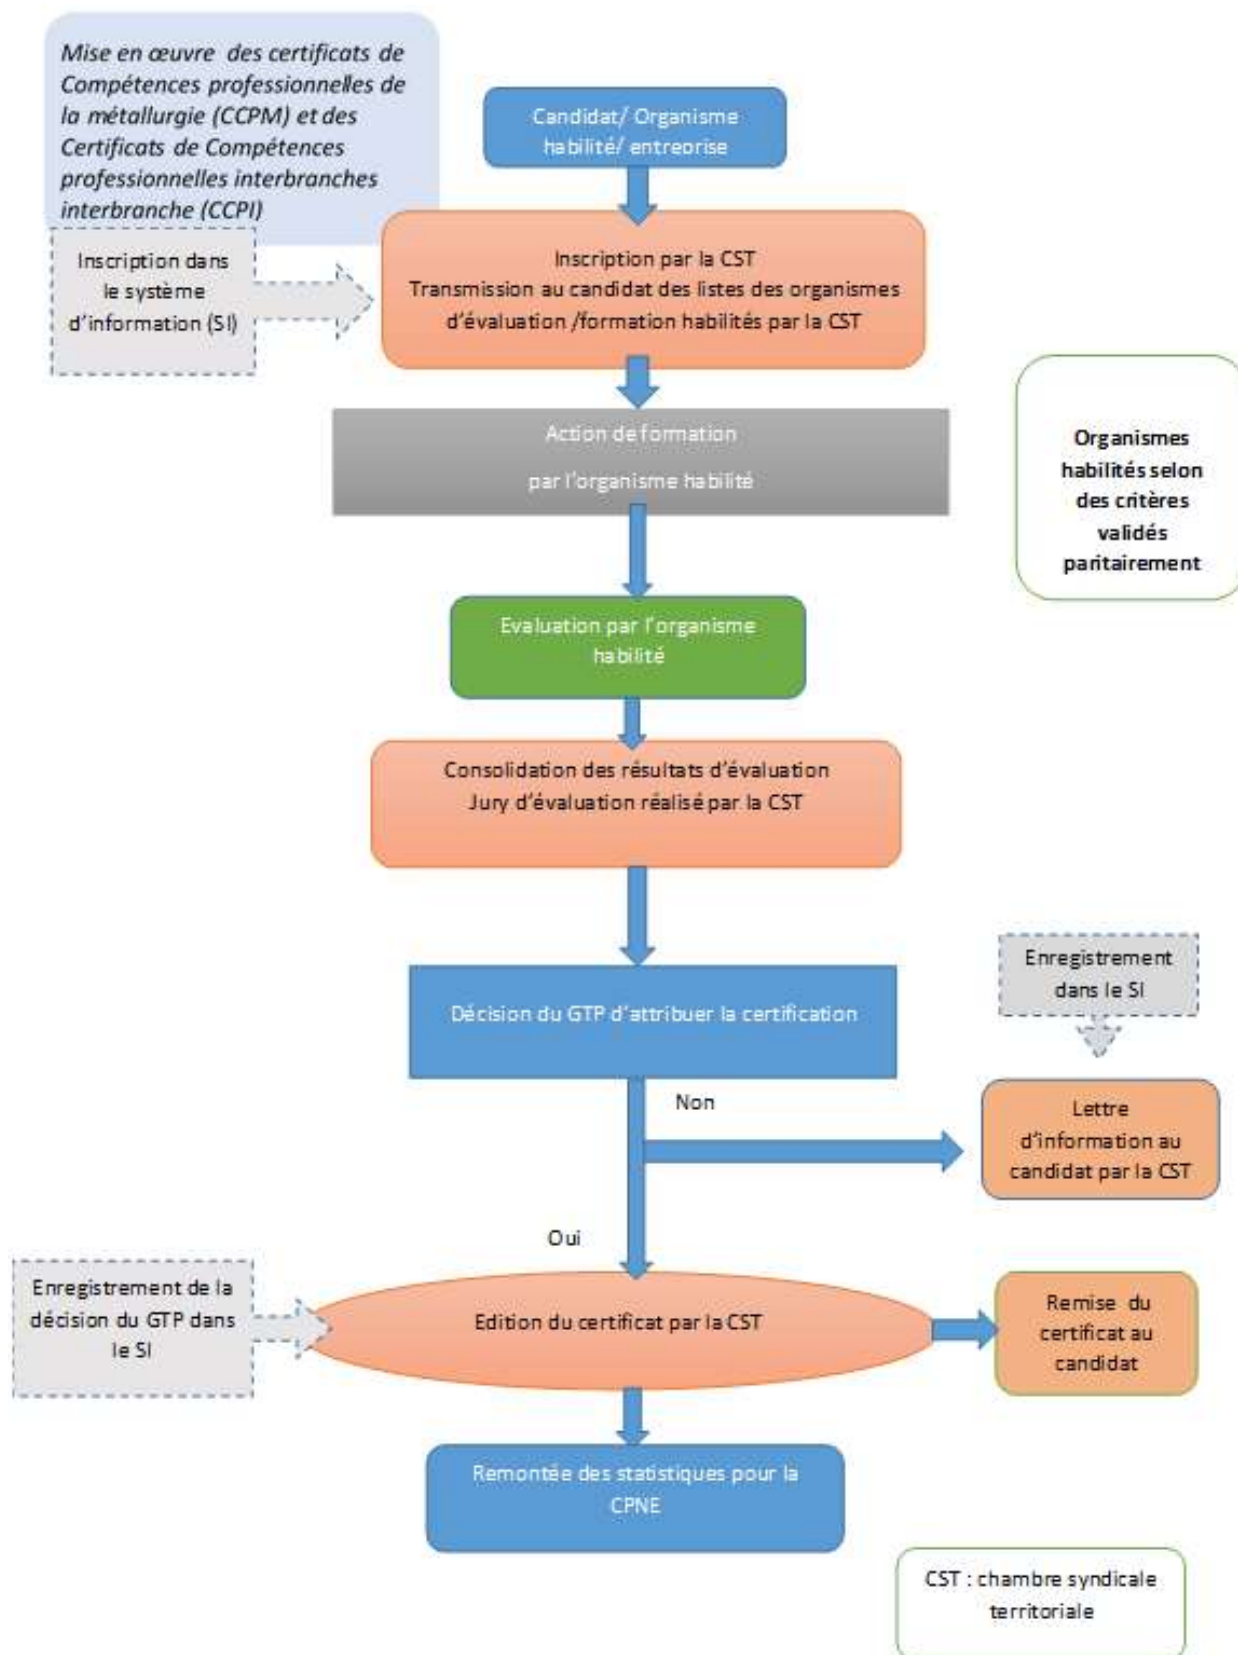 Mise en œuvre des certificats de
Compétences professionnelles de
la métallurgie (CCPM) et des
Certificats de Compétences
professionnelles interbranches
interbranche (CCPI)
Candidat/ Organisme
habilité/ entreprise
Inscription dans
le système
d'information (SI)
Inscription par la CST
Transmission au candidat des listes des organismes
d'évaluation /formation habilités par la CST
Action de formation
par l'organisme habilité
Organismes
habilités selon
des critères
validés
paritairement
Evaluation par l'organisme
habilité
Consolidation des résultats d'évaluation
Jury d'évaluation réalisé par la CST
Décision du GTP d'attribuer la certification
Enregistrement
dans le SI
Non
Lettre
d'information au
candidat par la CST
Oui
Enregistrement de la
décision du GTP dans
le SI
Edition du certificat par la CST
Remise du
certificat au
candidat
Remontée des statistiques pour la
CPNE
CST : chambre syndicale
territoriale